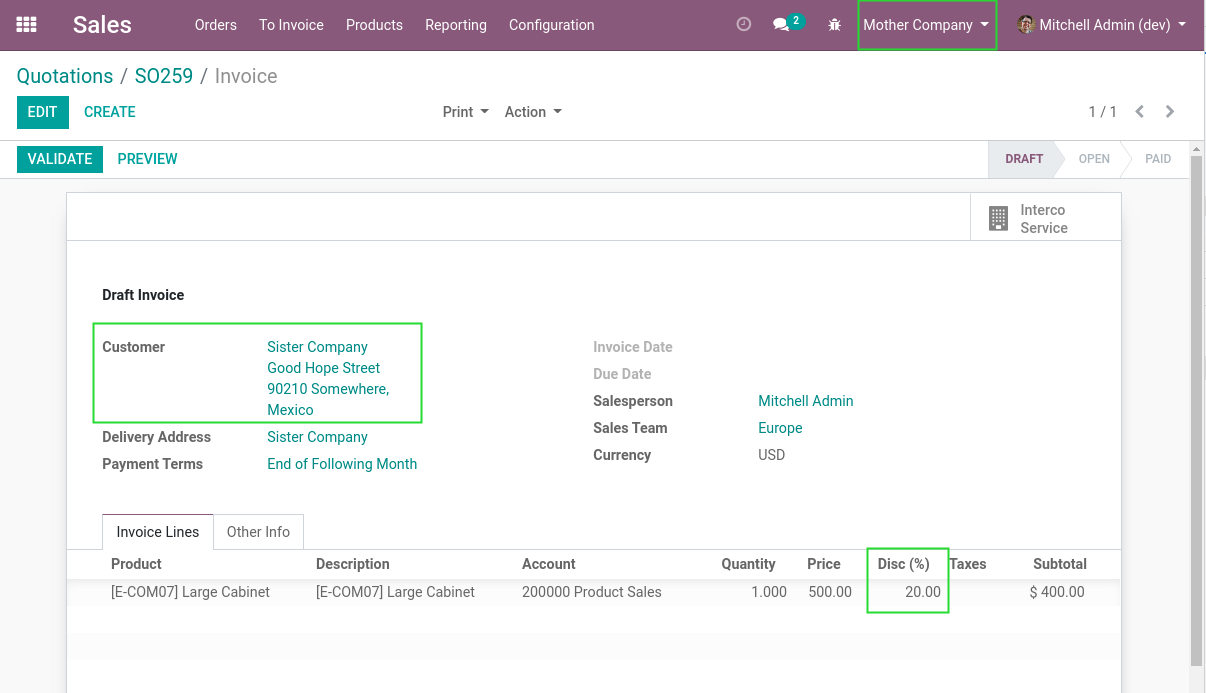 Sales Orders To Invoice Products Reporting Configuration 2 Mother Company Mitchell Admin (dev)
Quotations / SO259 / Invoice
EDIT CREATE Print Action 1 / 1
VALIDATE PREVIEW DRAFT OPEN PAID
Interco
Service
Draft Invoice
Customer Sister Company
Good Hope Street
90210 Somewhere,
Mexico
Delivery Address Sister Company
Payment Terms End of Following Month
Invoice Date
Due Date
Salesperson Mitchell Admin
Sales Team Europe
Currency USD
Invoice Lines Other Info
Product Description Account Quantity Price Disc (%) Taxes Subtotal
[E-COM07] Large Cabinet [E-COM07] Large Cabinet 200000 Product Sales 1.000 500.00 20.00 $ 400.00